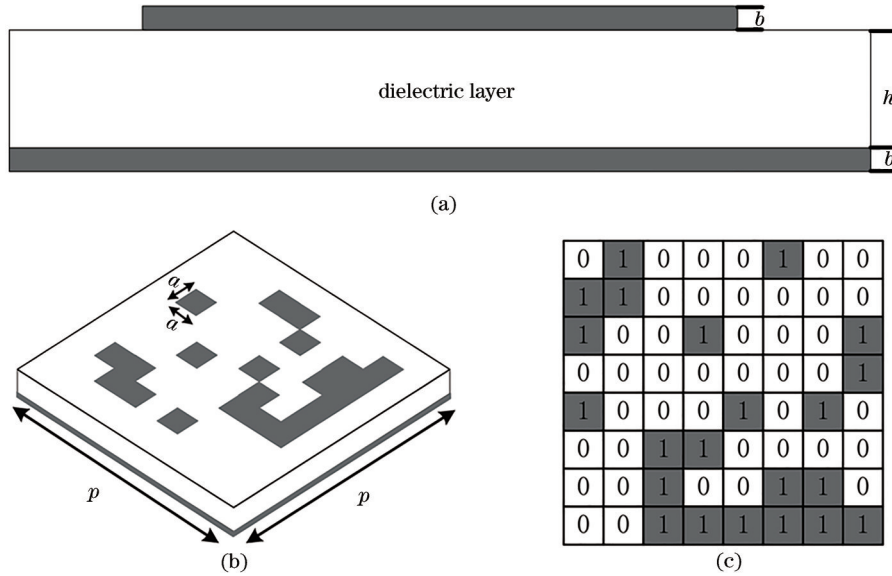 b
dielectric layer
h
b
(a)
a
a
p
p
(b)
0 1 0 0 0 1 0 0
1 1 0 0 0 0 0 0
1 0 0 1 0 0 0 1
0 0 0 0 0 0 0 1
1 0 0 0 1 0 1 0
0 0 1 1 0 0 0 0
0 0 1 0 0 1 1 0
0 0 1 1 1 1 1 1
(c)